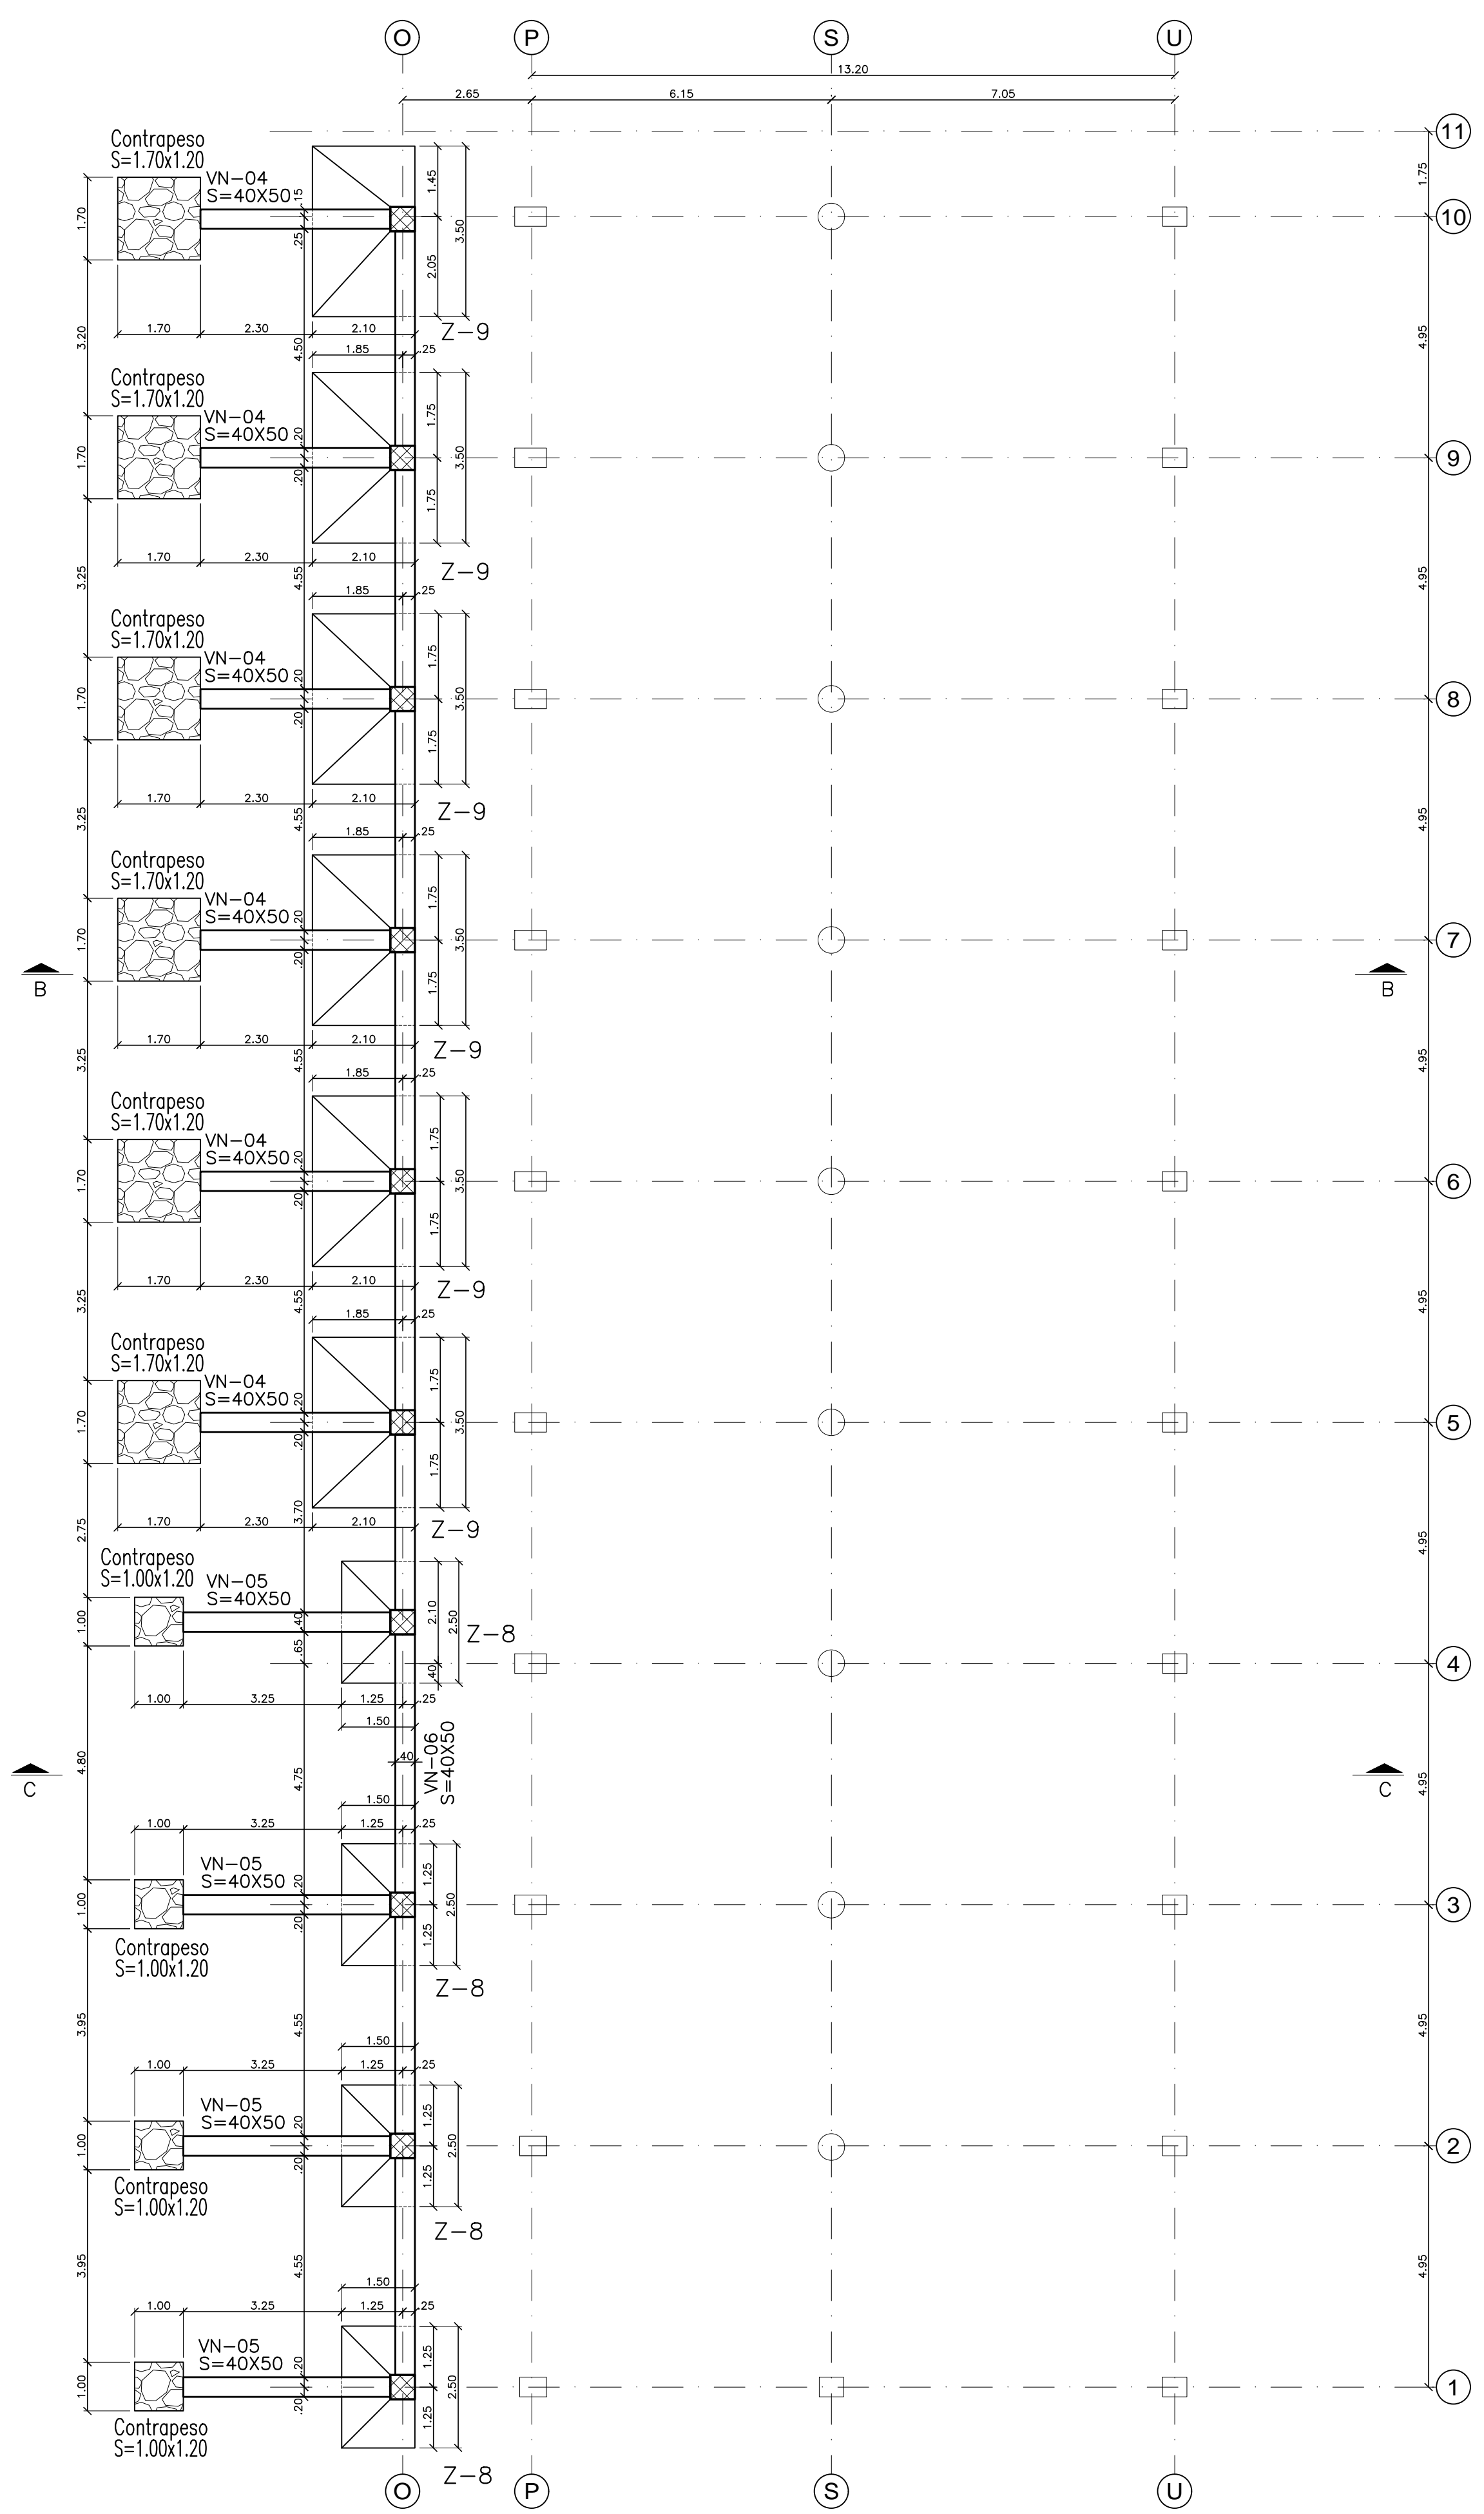 O P S U
13.20
2.65 6.15 7.05
11
Contrapeso
S=1.70x1.20
VN-04
S=40X50
.15
.25
1.70
1.45
2.05
3.50
1.75
10
1.70 2.30 2.10
Z-9
3.20
4.50
4.95
1.85 .25
Contrapeso
S=1.70x1.20
VN-04
S=40X50
.20
.20
1.70
1.75
1.75
3.50
9
1.70 2.30 2.10
Z-9
3.25
4.55
4.95
1.85 .25
Contrapeso
S=1.70x1.20
VN-04
S=40X50
.20
.20
1.70
1.75
1.75
3.50
8
1.70 2.30 2.10
Z-9
3.25
4.55
4.95
1.85 .25
Contrapeso
S=1.70x1.20
VN-04
S=40X50
.20
.20
1.70
1.75
1.75
3.50
7
B B
1.70 2.30 2.10
Z-9
3.25
4.55
4.95
1.85 .25
Contrapeso
S=1.70x1.20
VN-04
S=40X50
.20
.20
1.70
1.75
1.75
3.50
6
1.70 2.30 2.10
Z-9
3.25
4.55
4.95
1.85 .25
Contrapeso
S=1.70x1.20
VN-04
S=40X50
.20
.20
1.70
1.75
1.75
3.50
5
1.70 2.30 2.10
Z-9
2.75
3.70
4.95
Contrapeso
S=1.00x1.20
VN-05
S=40X50
.40
.65
1.00
2.10
.40
2.50
Z-8
4
1.00 3.25 1.25 .25
1.50
4.80
4.75
.40
VN-06
S=40X50
4.95
C C
1.50
1.00 3.25 1.25 .25
VN-05
S=40X50
.20
.20
1.00
1.25
1.25
2.50
3
Contrapeso
S=1.00x1.20
Z-8
3.95
4.55
4.95
1.50
1.00 3.25 1.25 .25
VN-05
S=40X50
.20
.20
1.00
1.25
1.25
2.50
2
Contrapeso
S=1.00x1.20
Z-8
3.95
4.55
4.95
1.50
1.00 3.25 1.25 .25
VN-05
S=40X50
.20
.20
1.00
1.25
1.25
2.50
1
Contrapeso
S=1.00x1.20
Z-8
O P S U